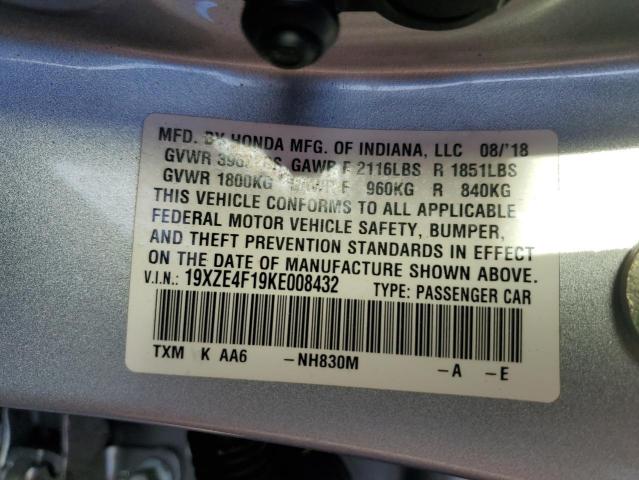 MFD. BY HONDA MFG. OF INDIANA, LLC 08/'18
GVWR GAWR F 2116LBS R 1851LBS
GVWR 1800KG F 960KG R 840KG
THIS VEHICLE CONFORMS TO ALL APPLICABLE
FEDERAL MOTOR VEHICLE SAFETY, BUMPER,
AND THEFT PREVENTION STANDARDS IN EFFECT
ON THE DATE OF MANUFACTURE SHOWN ABOVE.
V.I.N.: 19XZE4F19KE008432 TYPE: PASSENGER CAR
TXM K AA6 -NH830M -A -E